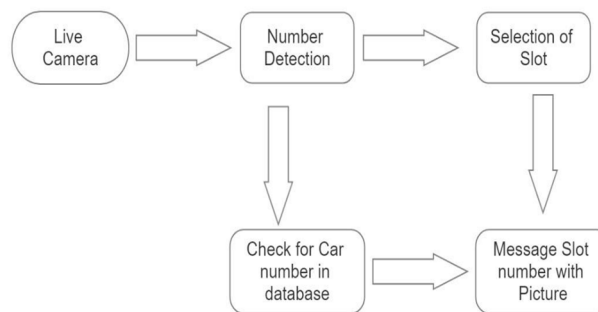 Live
Camera
Number
Detection
Selection of
Slot
Check for Car
number in
database
Message Slot
number with
Picture